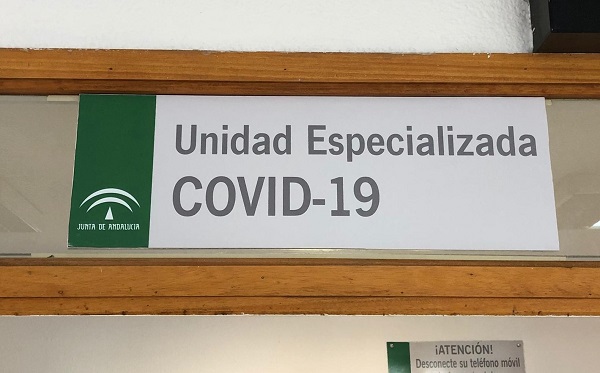 Unidad Especializada
COVID-19
JUNTA DE ANDALUCIA
¡ATENCIÓN!
Desconecte su teléfono móvil